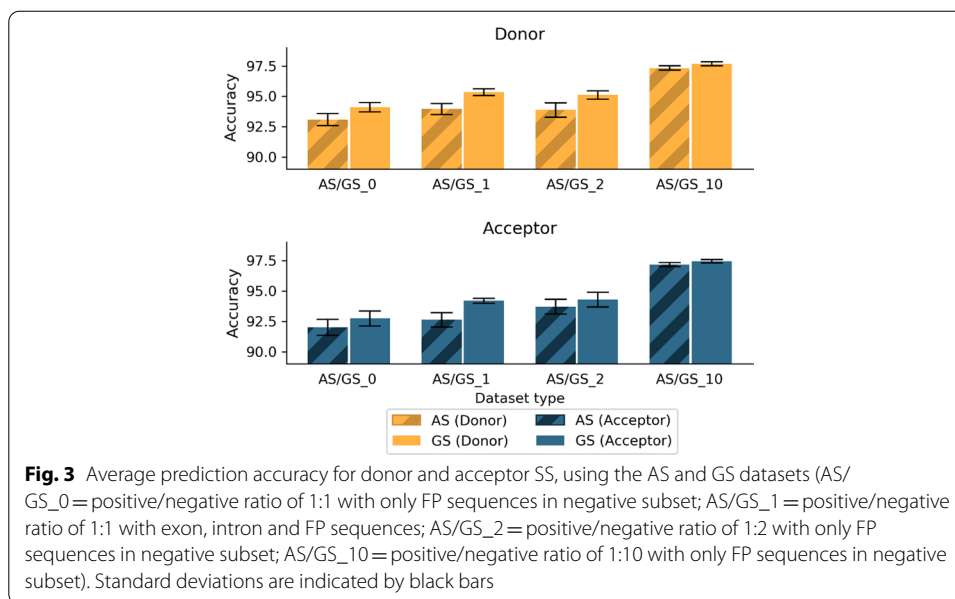 Donor
Accuracy
97.5
95.0
92.5
90.0
AS/GS_0 AS/GS_1 AS/GS_2 AS/GS_10
Acceptor
Accuracy
97.5
95.0
92.5
90.0
AS/GS_0 AS/GS_1 AS/GS_2 AS/GS_10
Dataset type
AS (Donor) AS (Acceptor)
GS (Donor) GS (Acceptor)
Fig. 3 Average prediction accuracy for donor and acceptor SS, using the AS and GS datasets (AS/
GS_0 = positive/negative ratio of 1:1 with only FP sequences in negative subset; AS/GS_1 = positive/negative
ratio of 1:1 with exon, intron and FP sequences; AS/GS_2 = positive/negative ratio of 1:2 with only FP
sequences in negative subset; AS/GS_10 = positive/negative ratio of 1:10 with only FP sequences in negative
subset). Standard deviations are indicated by black bars